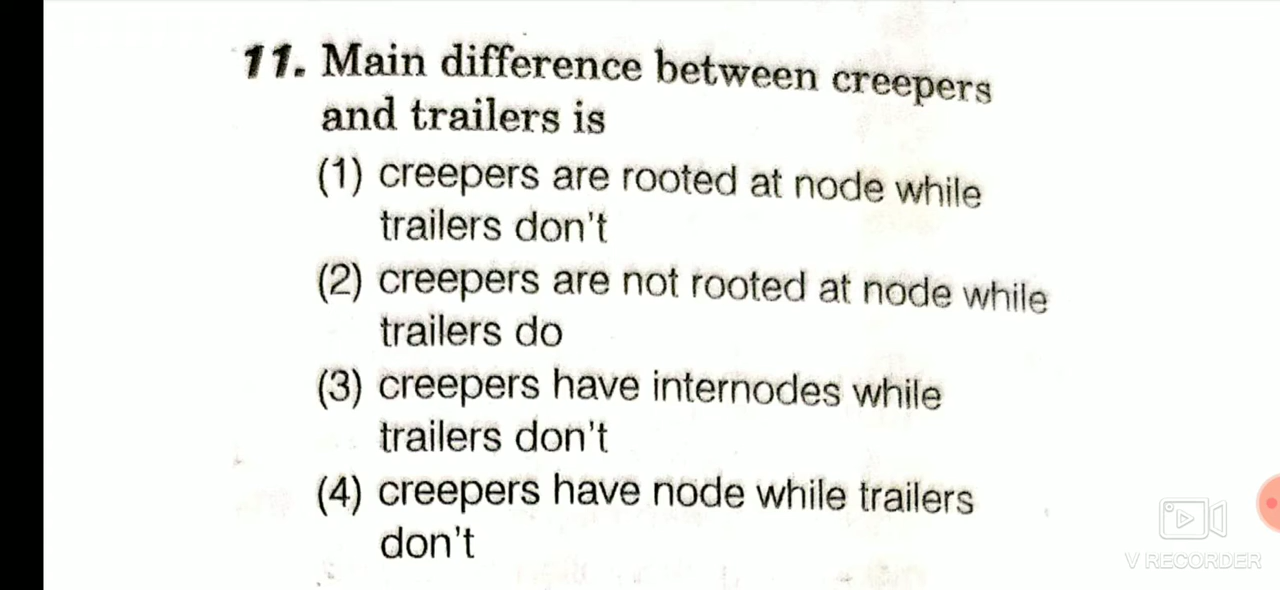 11. Main difference between creepers
and trailers is
(1) creepers are rooted at node while
trailers don't
(2) creepers are not rooted at node while
trailers do
(3) creepers have internodes while
trailers don't
(4) creepers have node while trailers
don't
V RECORDER